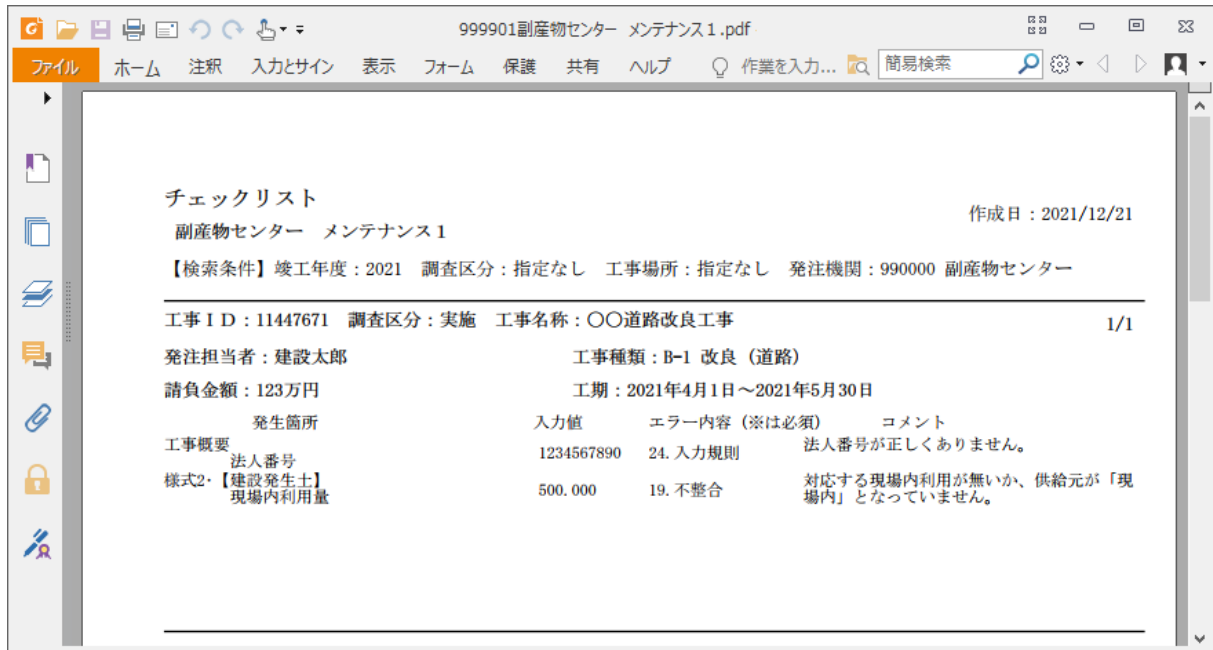 999901副産物センター メンテナンス1.pdf
ファイル ホーム 注釈 入力とサイン 表示 フォーム 保護 共有 ヘルプ 作業を入力... 簡易検索
チェックリスト
作成日：2021/12/21
副産物センター メンテナンス1
【検索条件】竣工年度：2021 調査区分：指定なし 工事場所：指定なし 発注機関：990000 副産物センター
工事ＩＤ：11447671 調査区分：実施 工事名称：〇〇道路改良工事
1/1
発注担当者：建設太郎 工事種類：B-1 改良（道路）
請負金額：123万円 工期：2021年4月1日～2021年5月30日
発生箇所 入力値 エラー内容（※は必須） コメント
工事概要
法人番号 1234567890 24.入力規則 法人番号が正しくありません。
様式2-【建設発生土】
現場内利用量 500.000 19.不整合 対応する現場内利用が無いか、供給元が「現
場内」となっていません。